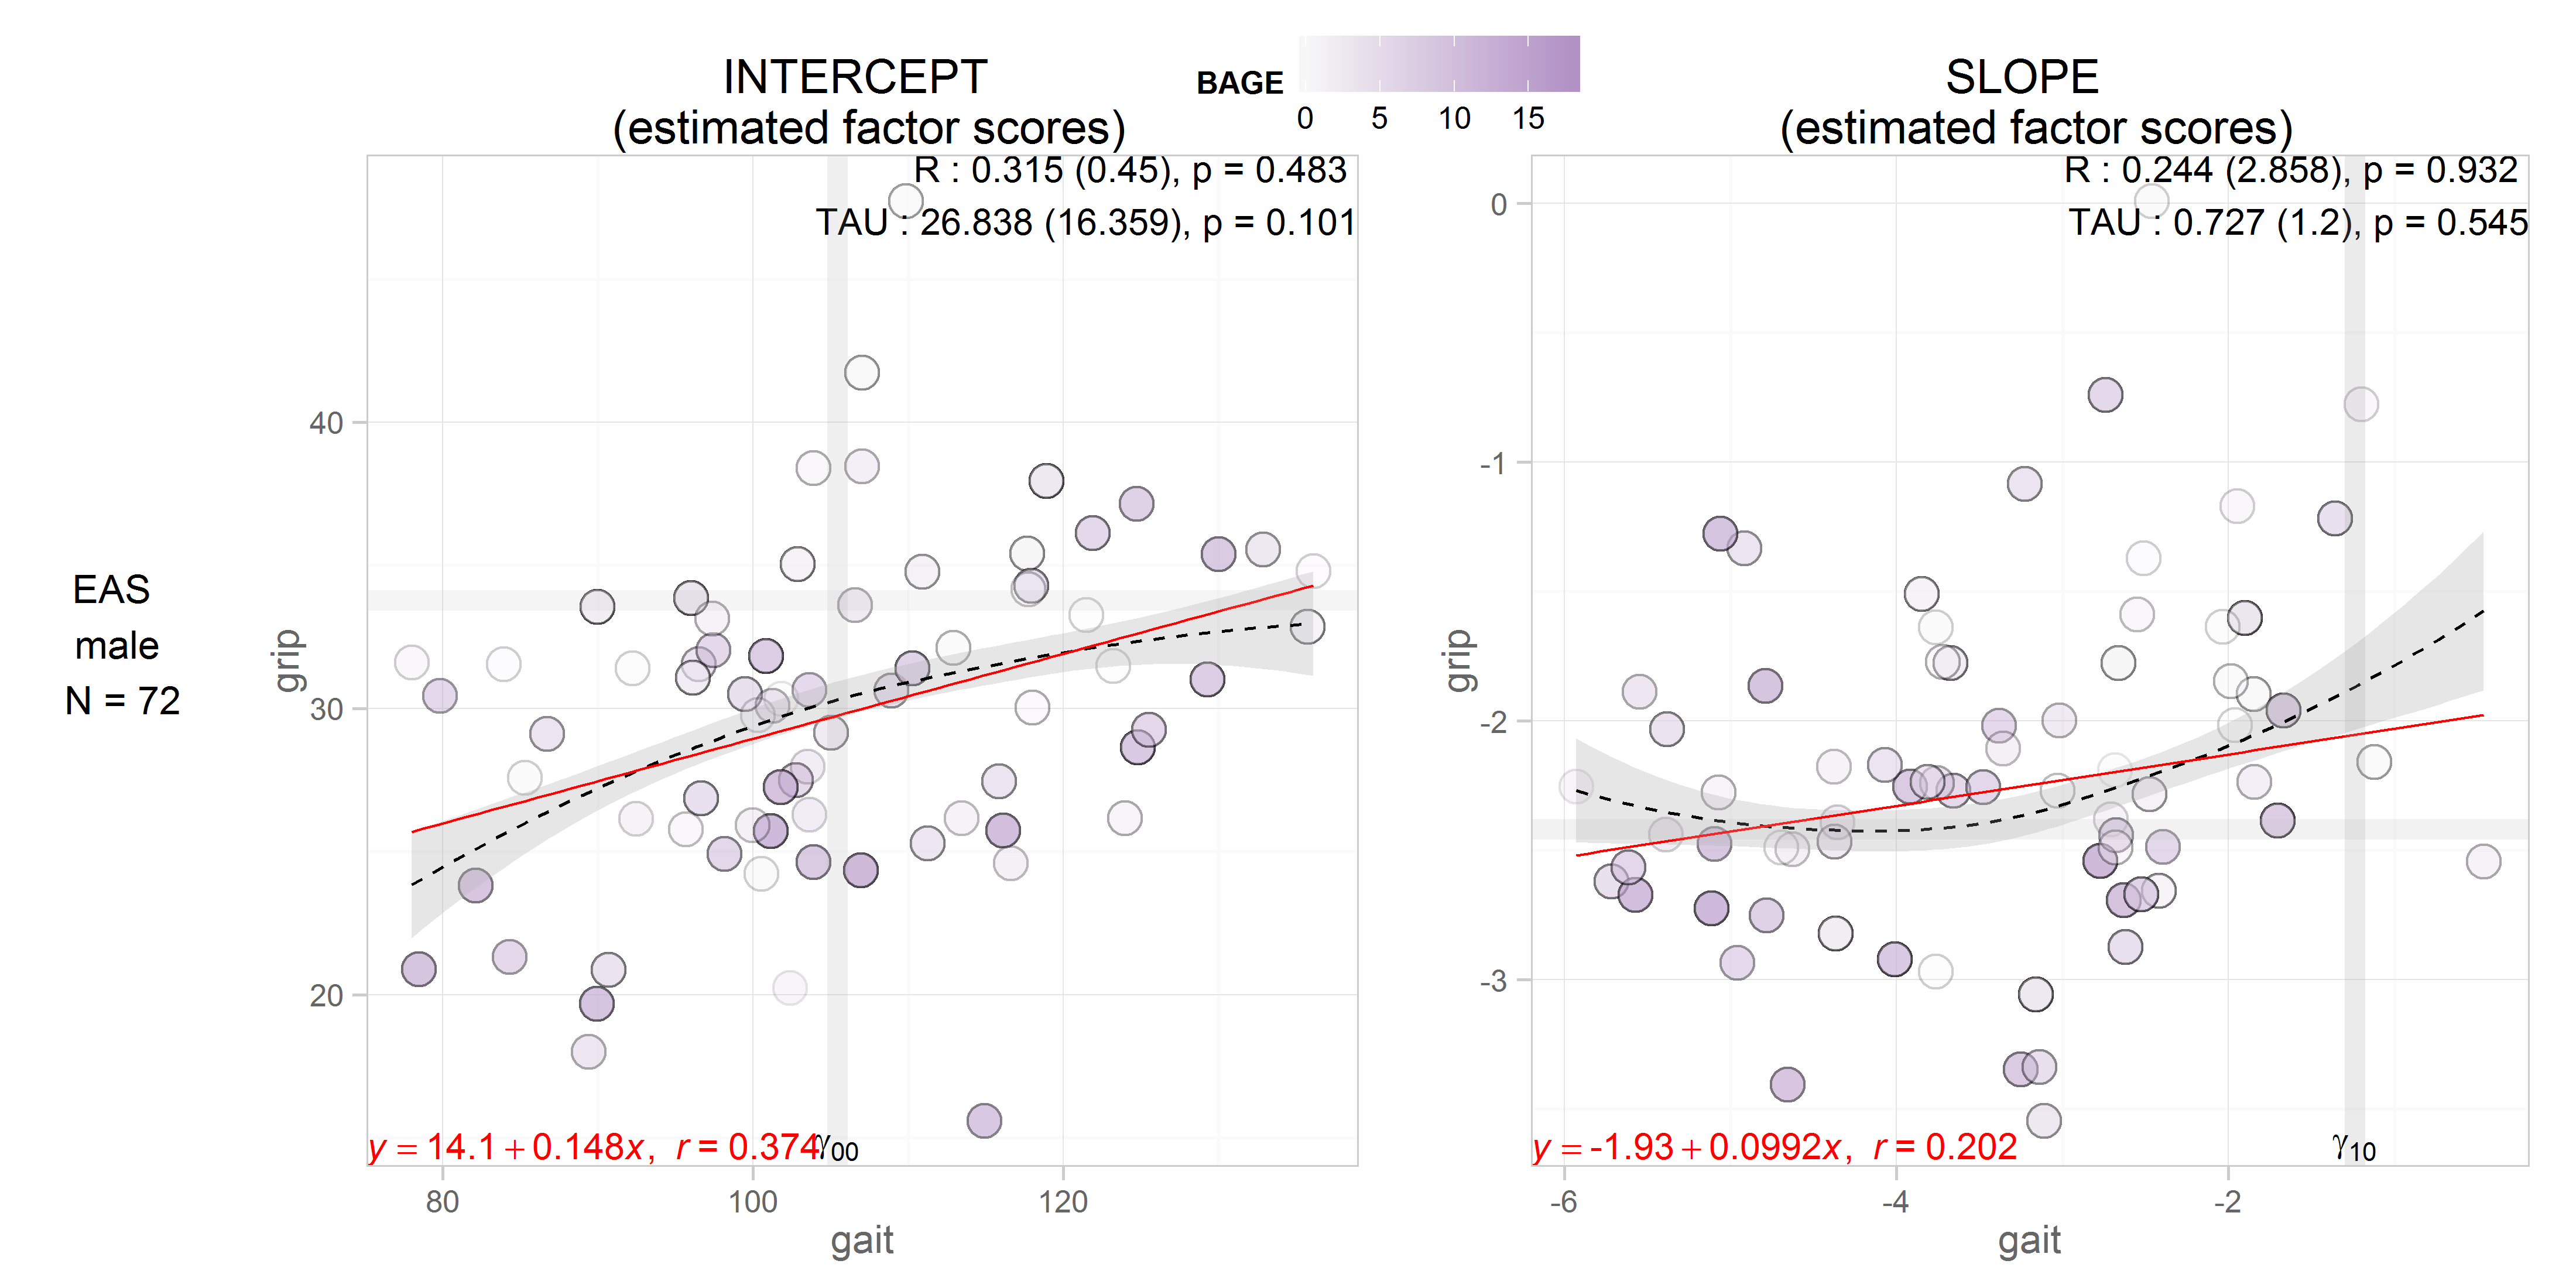 BAGE
0 5 10 15
INTERCEPT
(estimated factor scores)
R : 0.315 (0.45), p = 0.483
TAU : 26.838 (16.359), p = 0.101
EAS
male
N = 72
grip
40
30
20
y = 14.1 + 0.148x, r = 0.374
γ00
80 100 120
gait
SLOPE
(estimated factor scores)
R : 0.244 (2.858), p = 0.932
TAU : 0.727 (1.2), p = 0.545
grip
0
-1
-2
-3
y = -1.93 + 0.0992x, r = 0.202
γ10
-6 -4 -2
gait